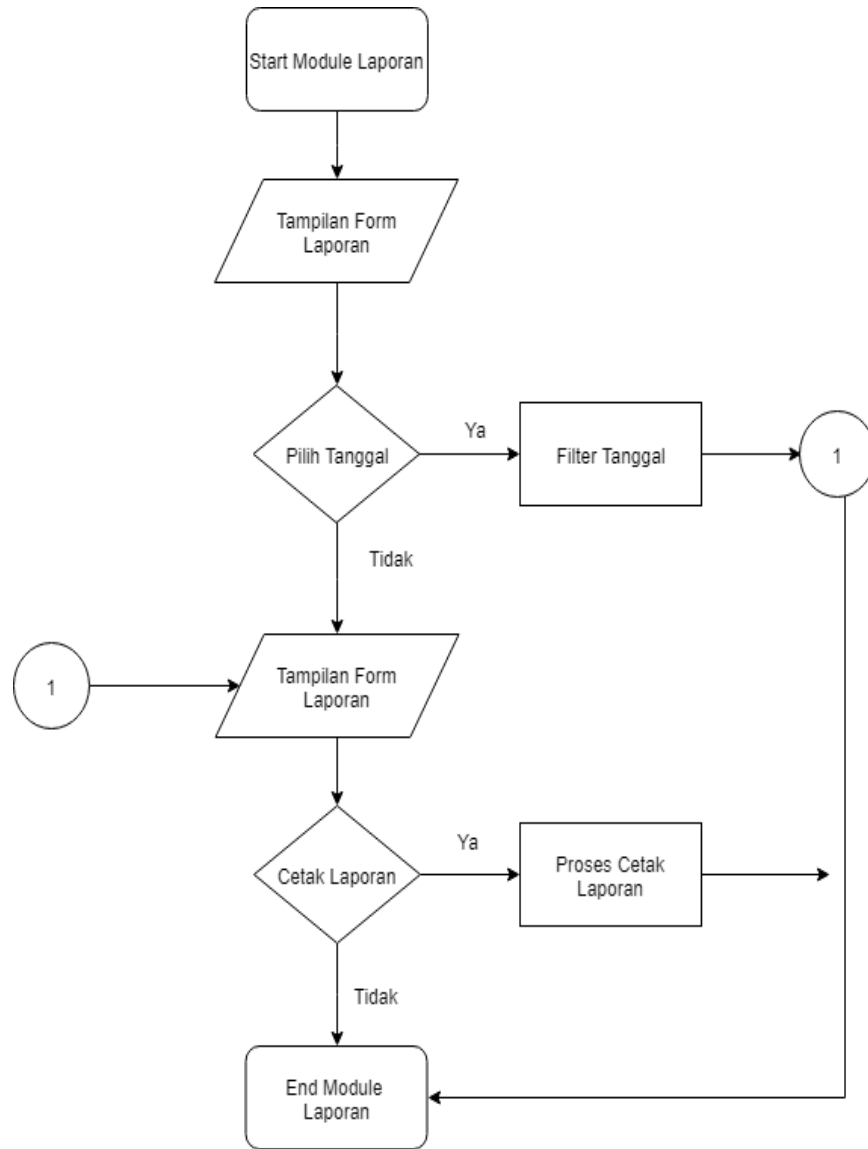 Start Module Laporan
Tampilan Form
Laporan
Pilih Tanggal
Ya
Filter Tanggal
1
Tidak
1
Tampilan Form
Laporan
Cetak Laporan
Ya
Proses Cetak
Laporan
Tidak
End Module
Laporan